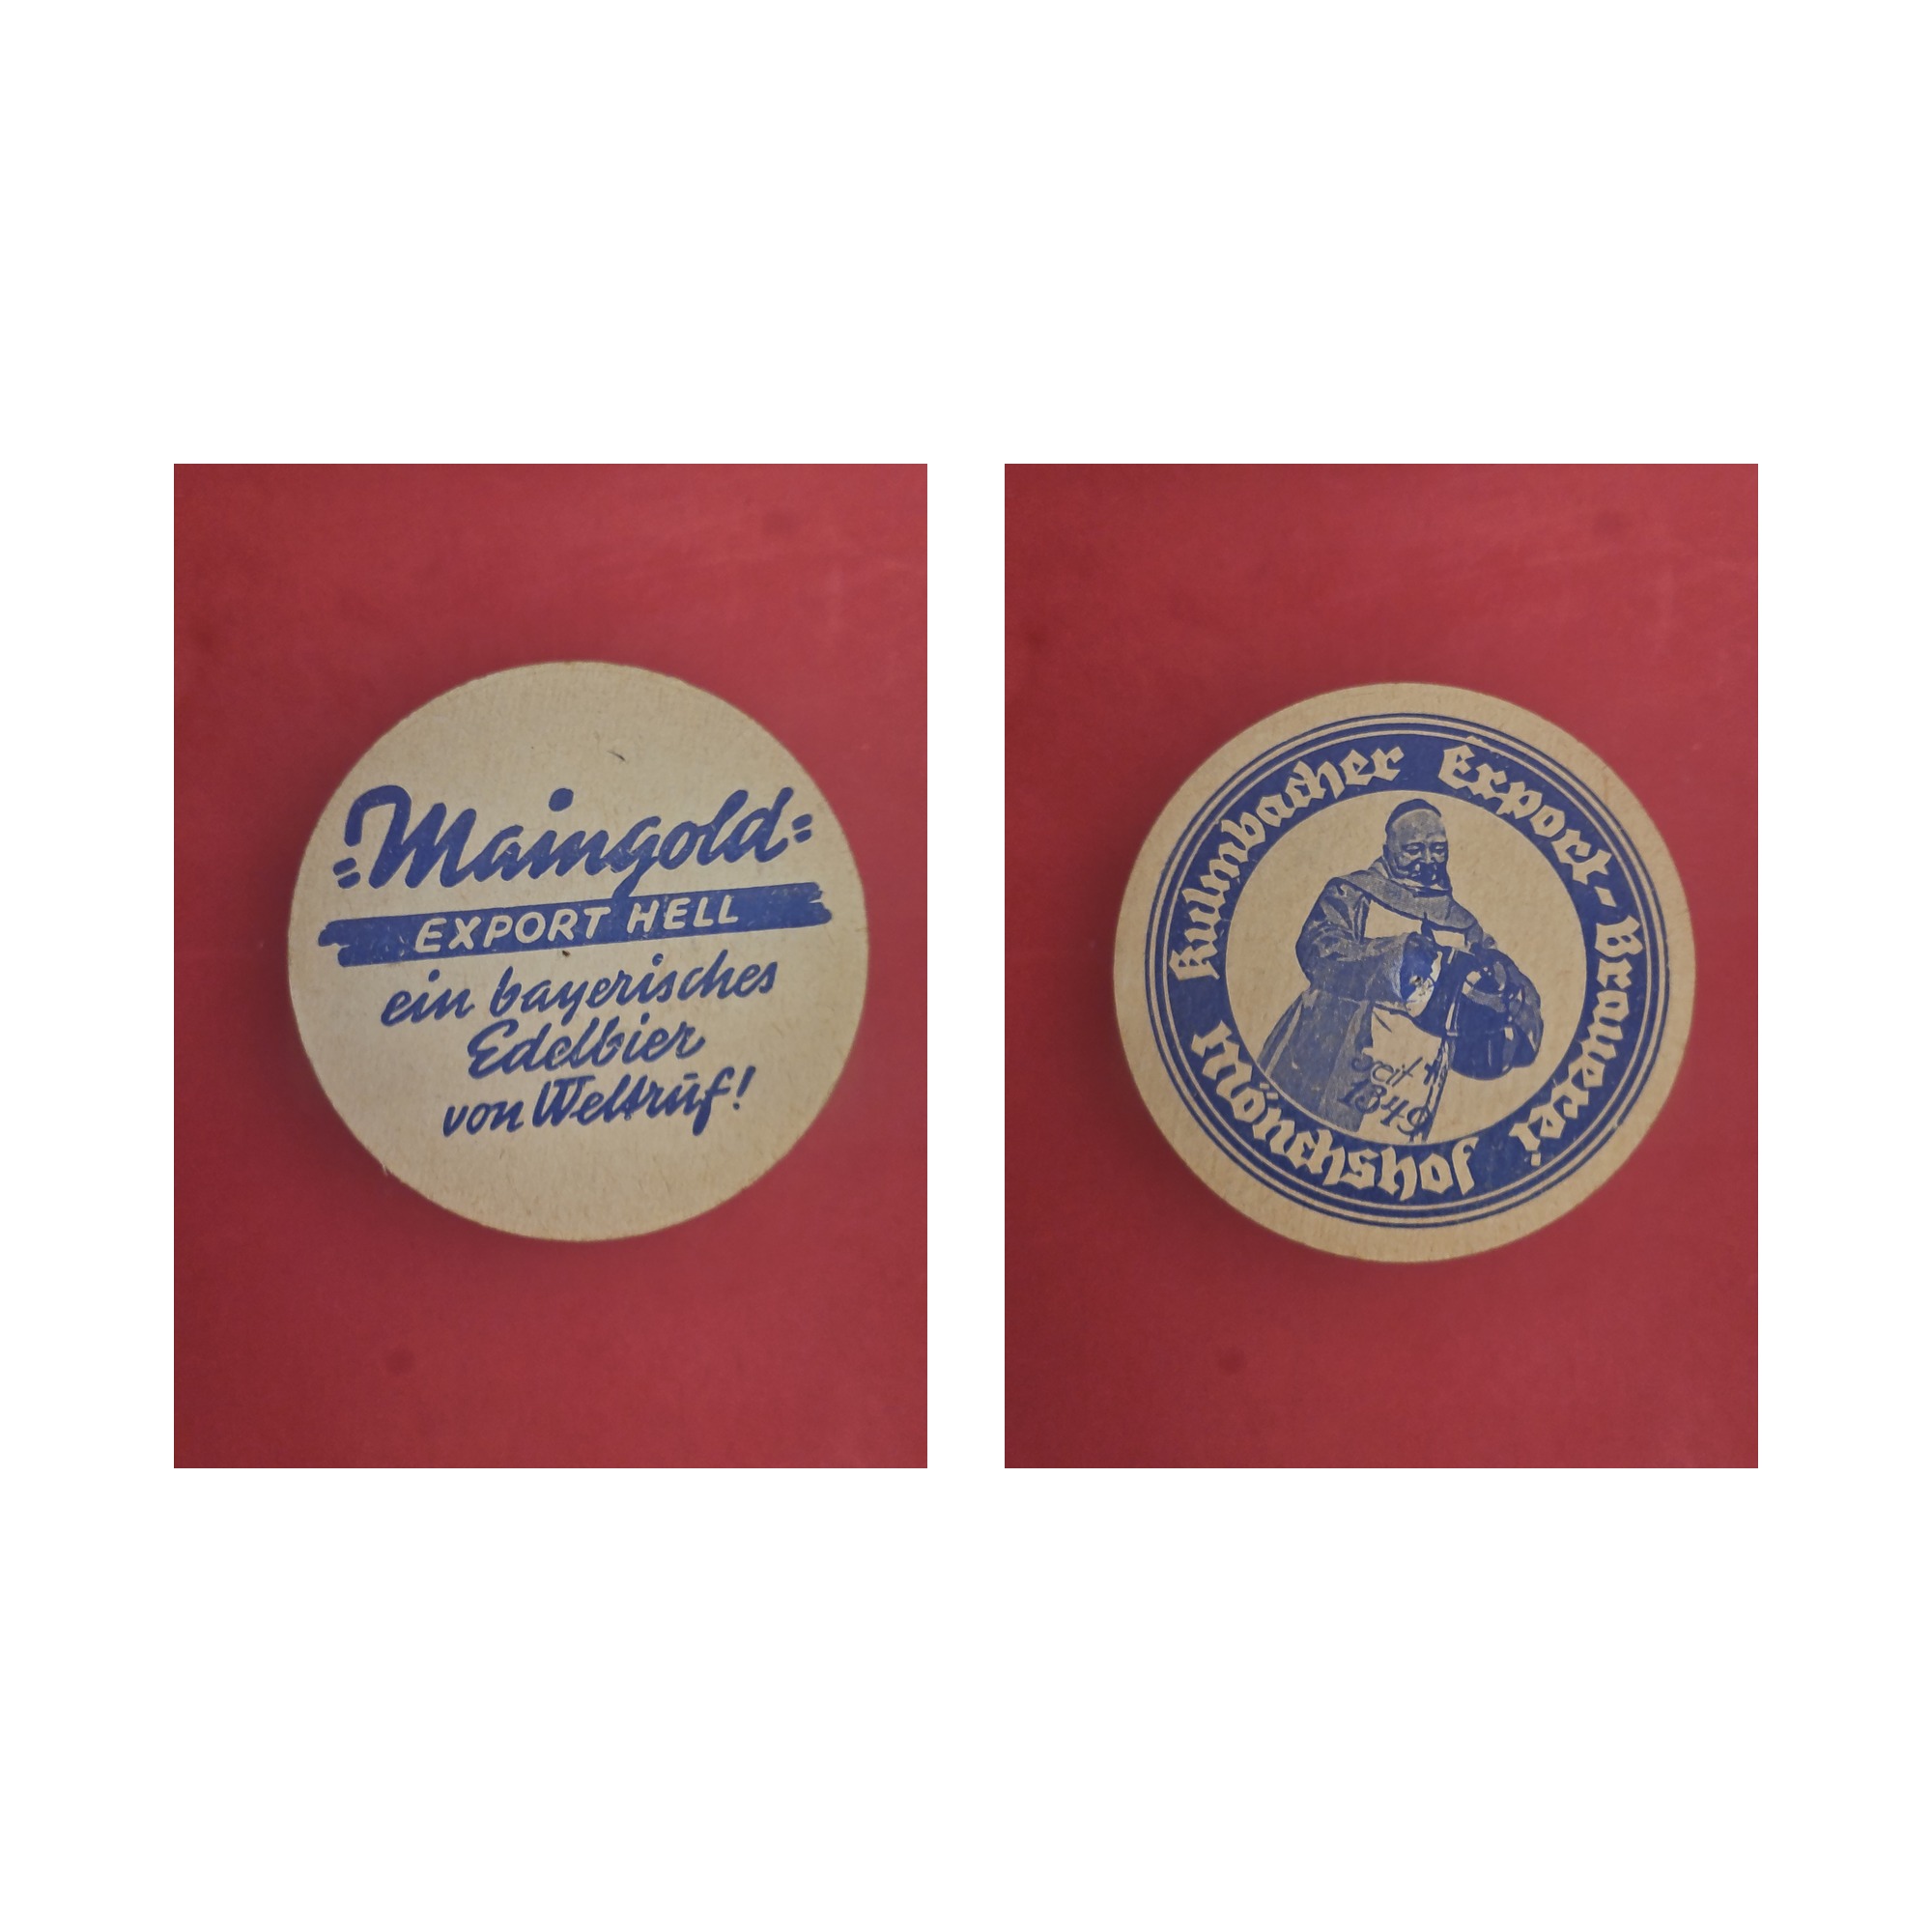 Maingold
EXPORT HELL
ein bayerisches
Edelbier
von Weltruf!
Kulmbacher Export-Brauerei
Mönchshof
seit
1349